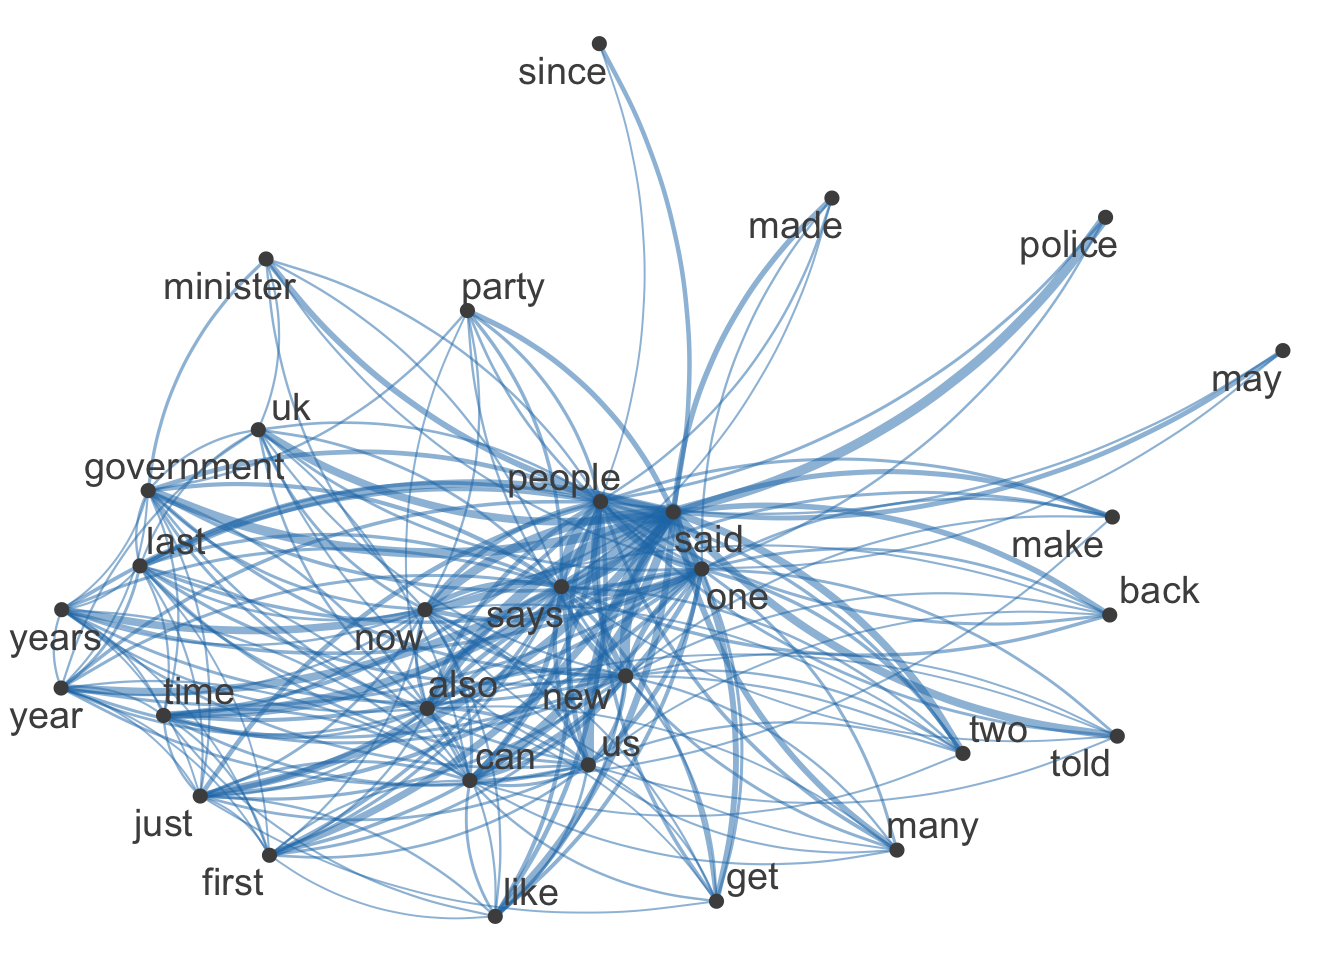 since
made
police
minister
party
may
uk
government
people
last
said
make
years
now
says
one
back
year
time
also
new
can
us
two
told
just
many
first
like
get